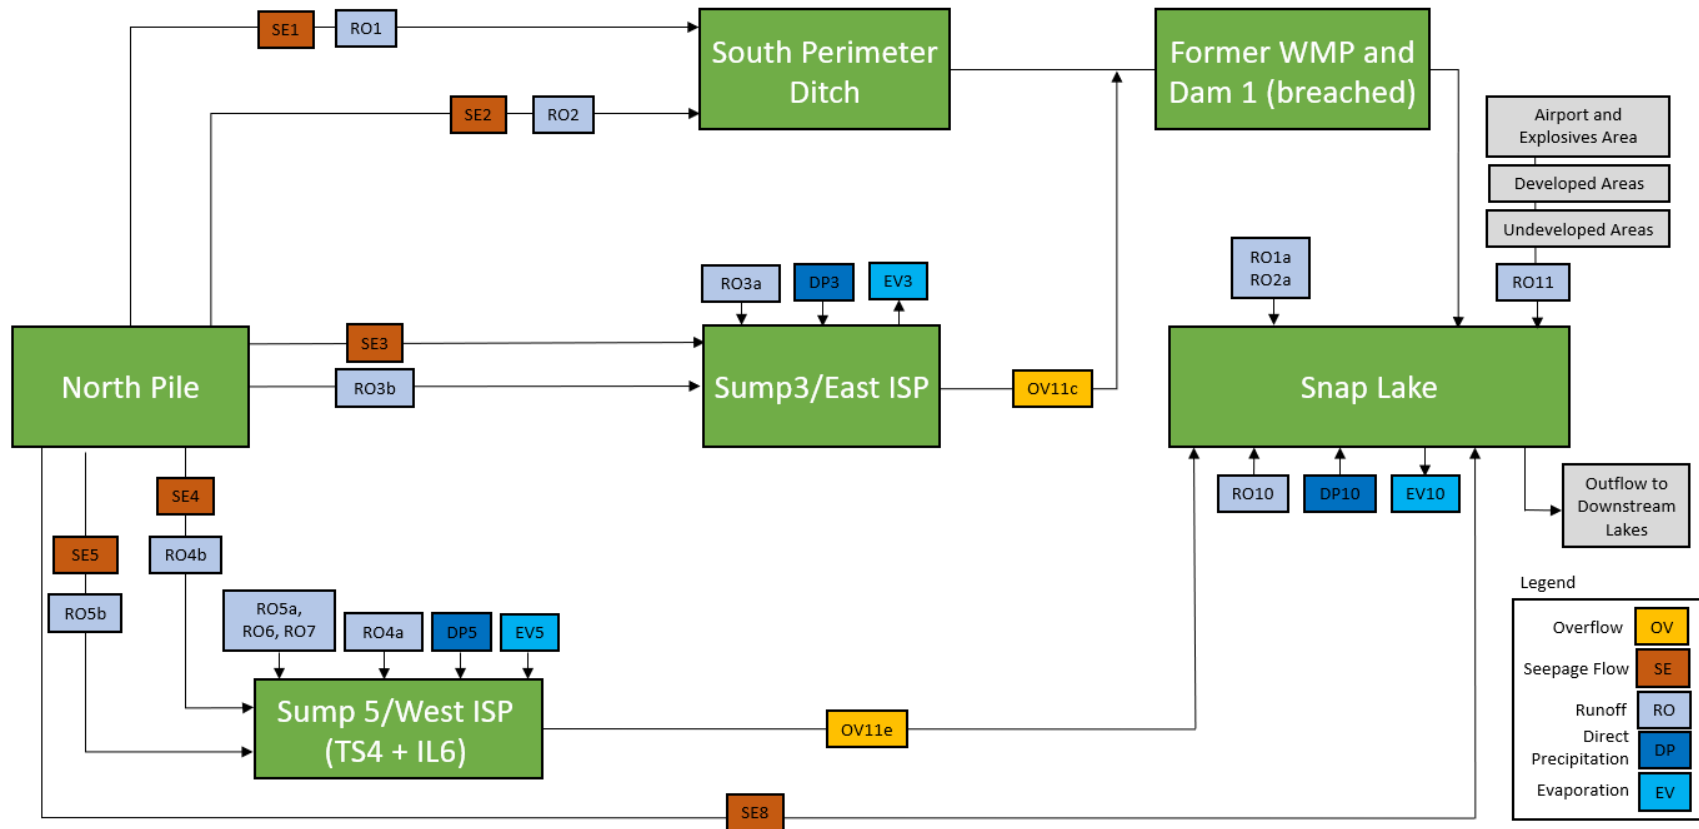 SE1
RO1
South Perimeter
Ditch
Former WMP and
Dam 1 (breached)
SE2
RO2
Airport and
Explosives Area
Developed Areas
Undeveloped Areas
RO11
RO1a
RO2a
RO3a
DP3
EV3
North Pile
SE3
RO3b
Sump3/East ISP
OV11c
Snap Lake
RO10
DP10
EV10
Outflow to
Downstream
Lakes
SE4
SE5
RO4b
RO5b
RO5a,
RO6, RO7
RO4a
DP5
EV5
Sump 5/West ISP
(TS4 + IL6)
OV11e
SE8
Legend
Overflow
OV
Seepage Flow
SE
Runoff
RO
Direct
Precipitation
DP
Evaporation
EV